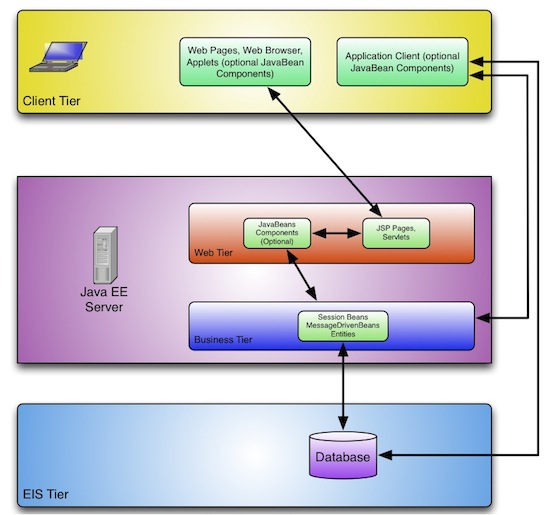 Web Pages, Web Browser,
Applets (optional JavaBean
Components)
Application Client (optional
JavaBean Components)
Client Tier
JavaBeans
Components
(Optional)
JSP Pages,
Servlets
Web Tier
Java EE
Server
Session Beans
MessageDrivenBeans
Entities
Business Tier
Database
EIS Tier